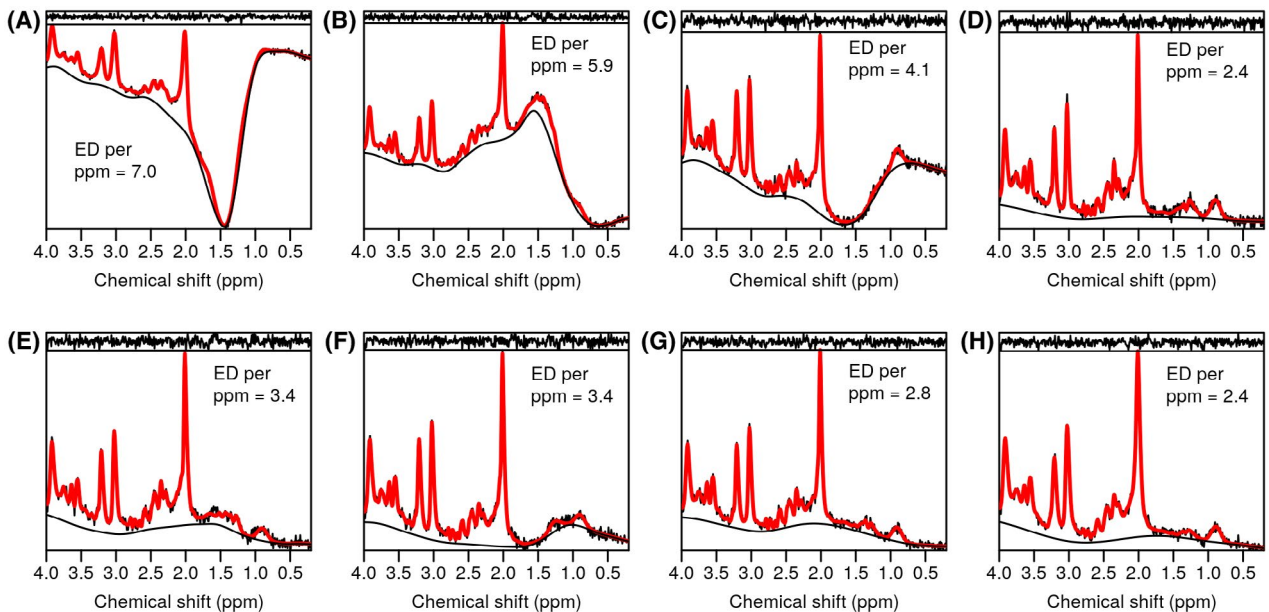 (A)
ED per
ppm = 7.0
4.0 3.5 3.0 2.5 2.0 1.5 1.0 0.5
Chemical shift (ppm)
(B)
ED per
ppm = 5.9
4.0 3.5 3.0 2.5 2.0 1.5 1.0 0.5
Chemical shift (ppm)
(C)
ED per
ppm = 4.1
4.0 3.5 3.0 2.5 2.0 1.5 1.0 0.5
Chemical shift (ppm)
(D)
ED per
ppm = 2.4
4.0 3.5 3.0 2.5 2.0 1.5 1.0 0.5
Chemical shift (ppm)
(E)
ED per
ppm = 3.4
4.0 3.5 3.0 2.5 2.0 1.5 1.0 0.5
Chemical shift (ppm)
(F)
ED per
ppm = 3.4
4.0 3.5 3.0 2.5 2.0 1.5 1.0 0.5
Chemical shift (ppm)
(G)
ED per
ppm = 2.8
4.0 3.5 3.0 2.5 2.0 1.5 1.0 0.5
Chemical shift (ppm)
(H)
ED per
ppm = 2.4
4.0 3.5 3.0 2.5 2.0 1.5 1.0 0.5
Chemical shift (ppm)